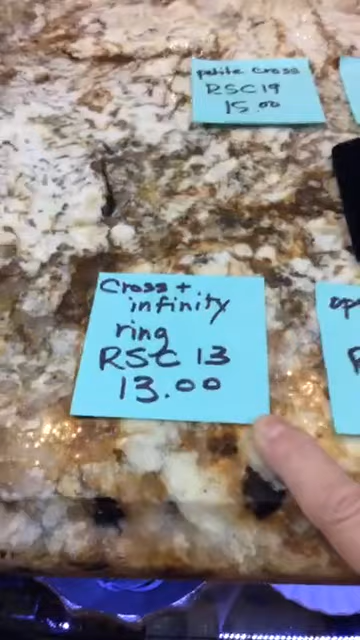 petite cross
RSC19
15.00
Cross +
infinity
ring
RSC 13
13.00